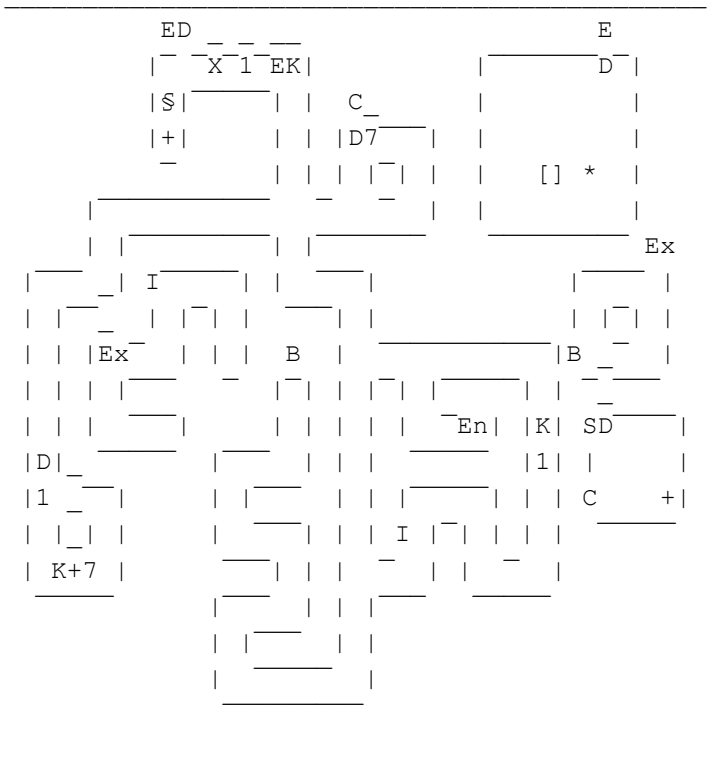 ED E
X 1 EK D
§ C
+ D7
[] *
Ex
I
Ex B B
En K SD
D 1
1 C +
I
K+7